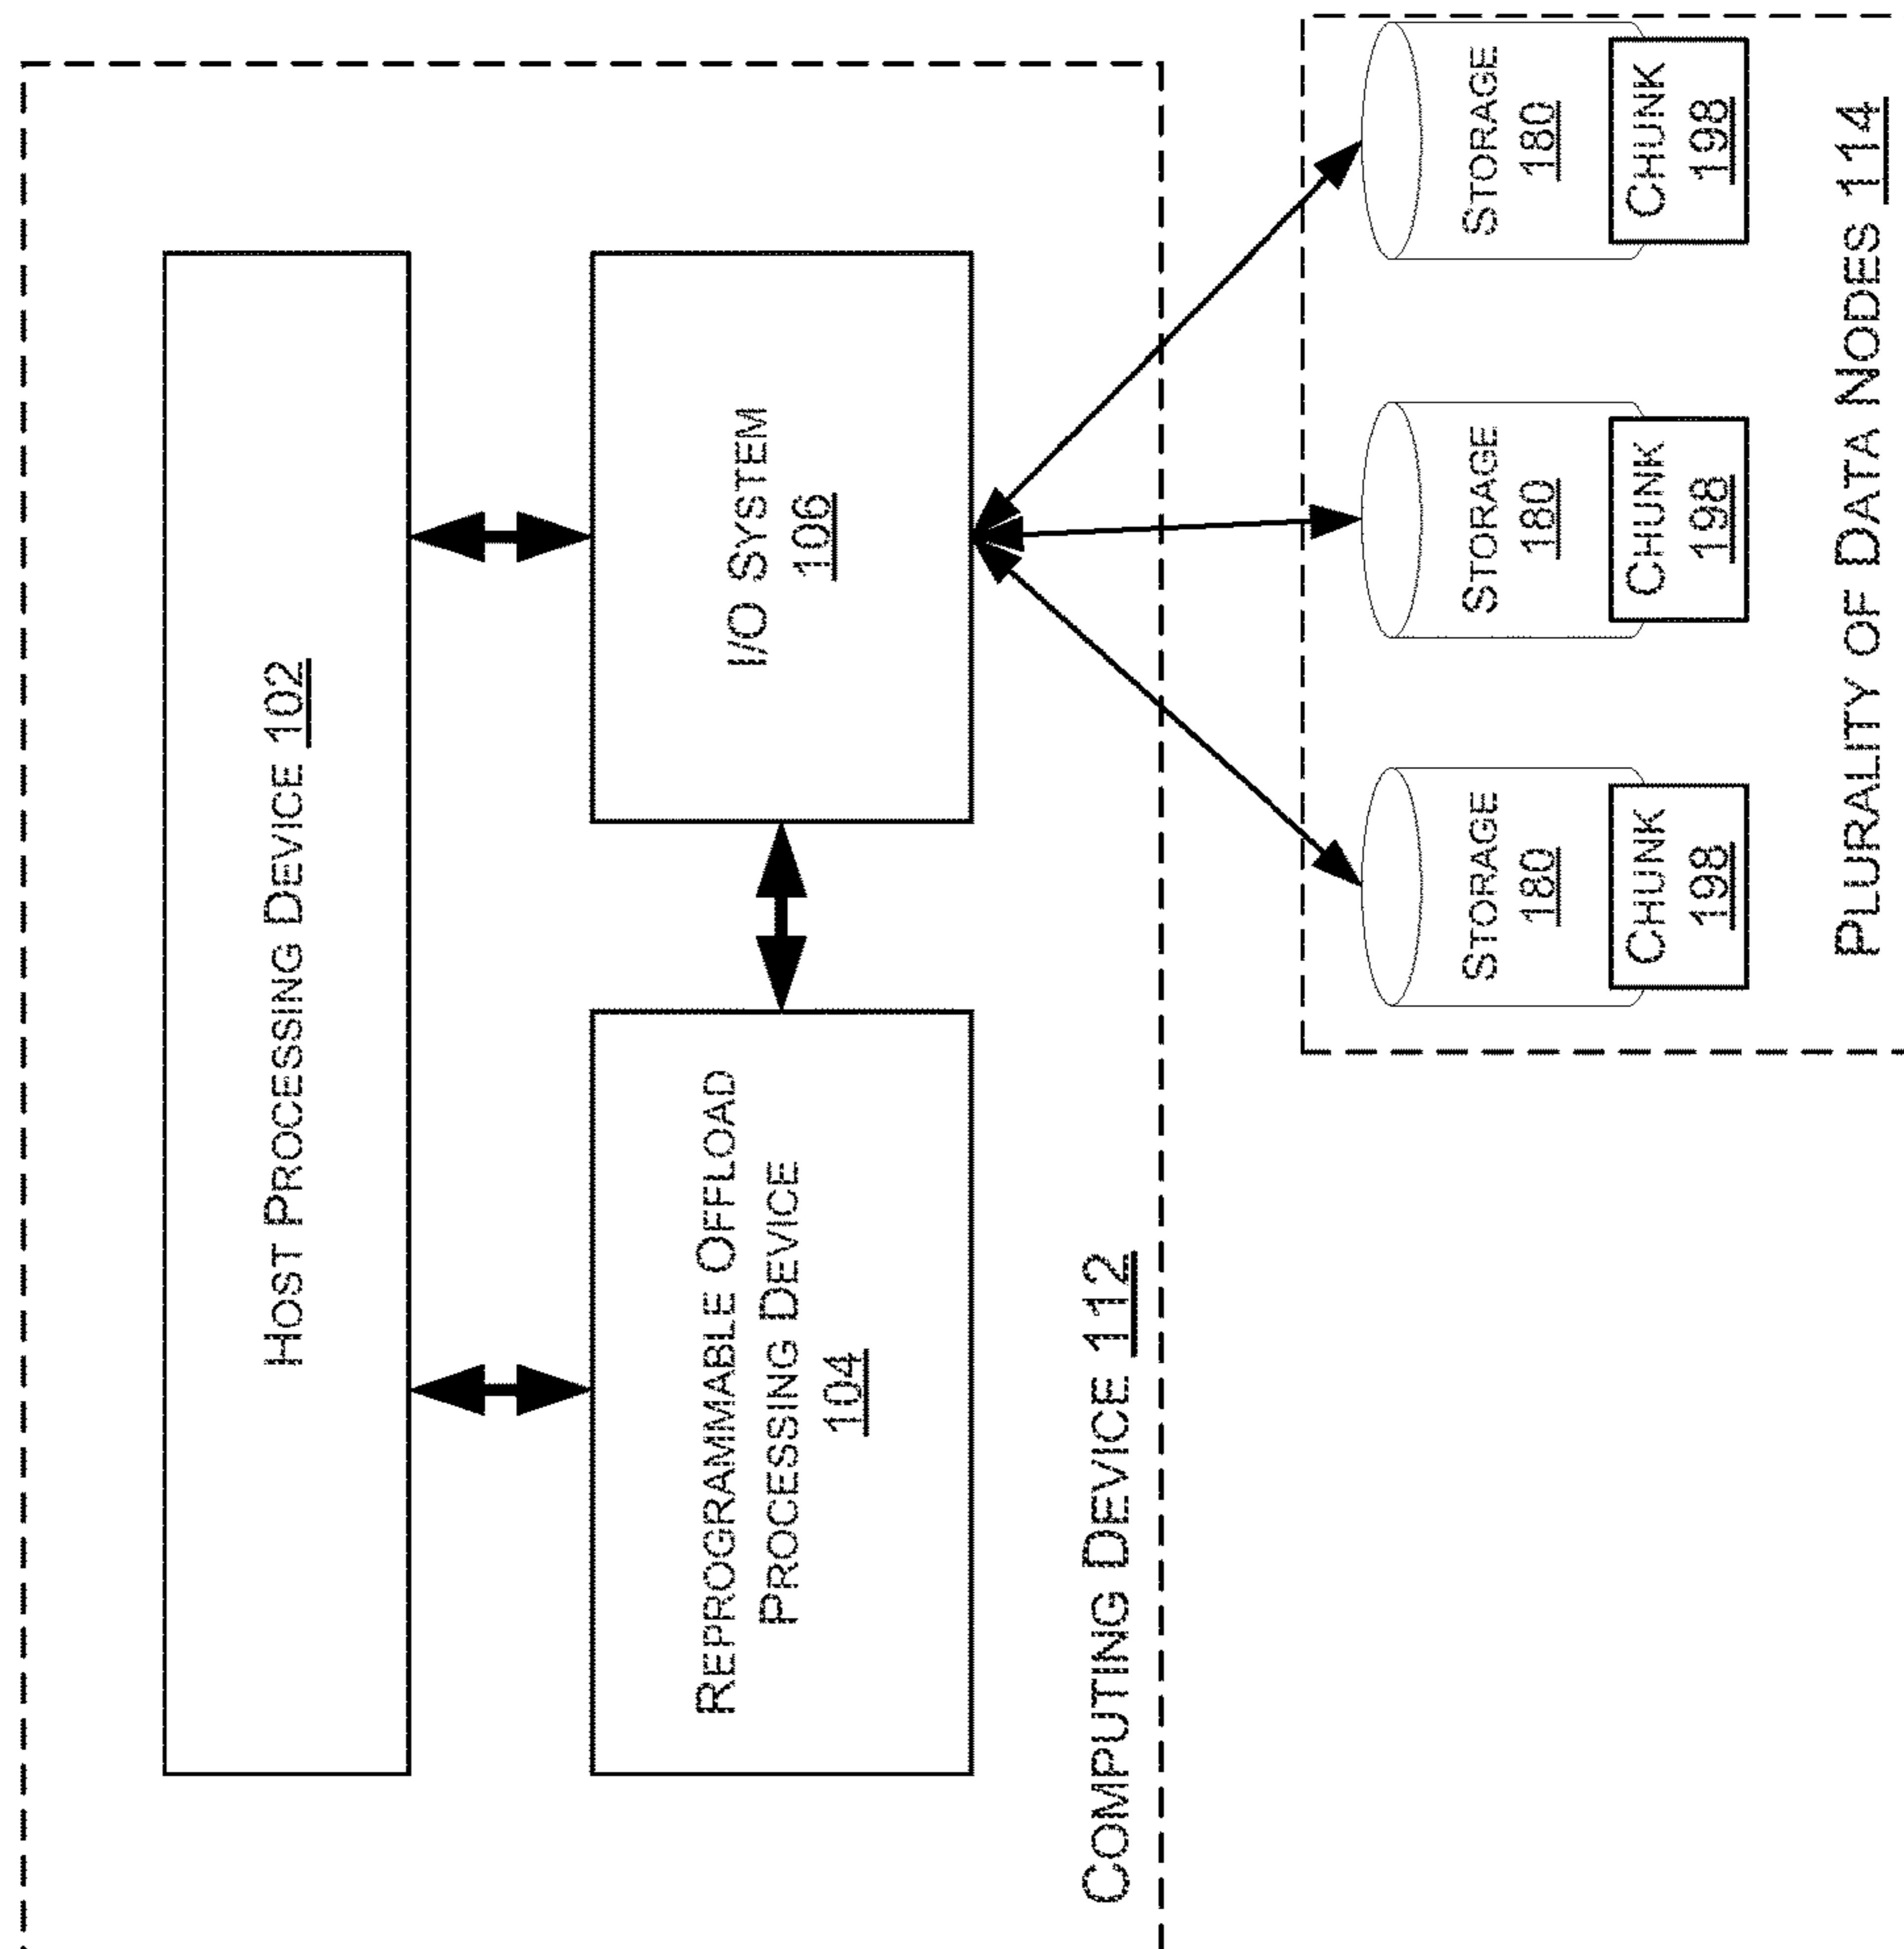 HOST PROCESSING DEVICE 102
REPROGRAMMABLE OFFLOAD
PROCESSING DEVICE
104
I/O SYSTEM
106
COMPUTING DEVICE 112
STORAGE
180
CHUNK
198
STORAGE
180
CHUNK
198
STORAGE
180
CHUNK
198
PLURALITY OF DATA NODES 114